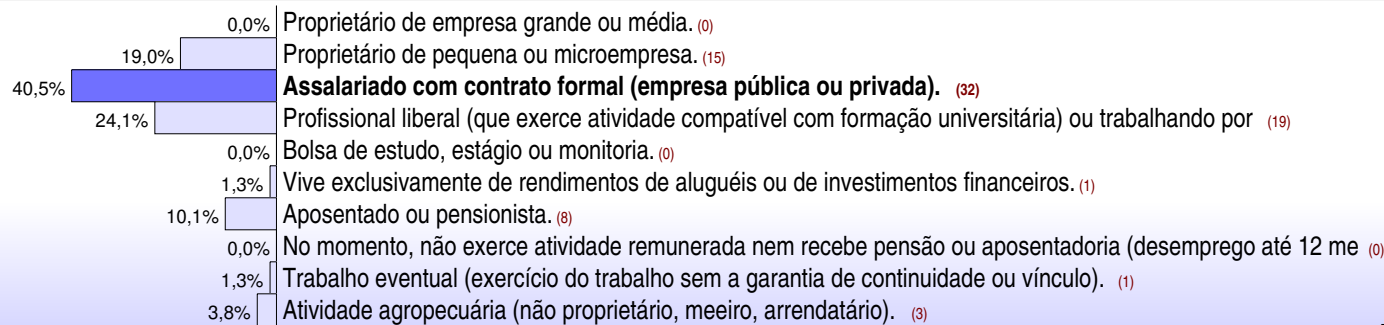 0,0% Proprietário de empresa grande ou média. (0)
19,0% Proprietário de pequena ou microempresa. (15)
40,5% Assalariado com contrato formal (empresa pública ou privada). (32)
24,1% Profissional liberal (que exerce atividade compatível com formação universitária) ou trabalhando por (19)
0,0% Bolsa de estudo, estágio ou monitoria. (0)
1,3% Vive exclusivamente de rendimentos de aluguéis ou de investimentos financeiros. (1)
10,1% Aposentado ou pensionista. (8)
0,0% No momento, não exerce atividade remunerada nem recebe pensão ou aposentadoria (desemprego até 12 me (0)
1,3% Trabalho eventual (exercício do trabalho sem a garantia de continuidade ou vínculo). (1)
3,8% Atividade agropecuária (não proprietário, meeiro, arrendatário). (3)